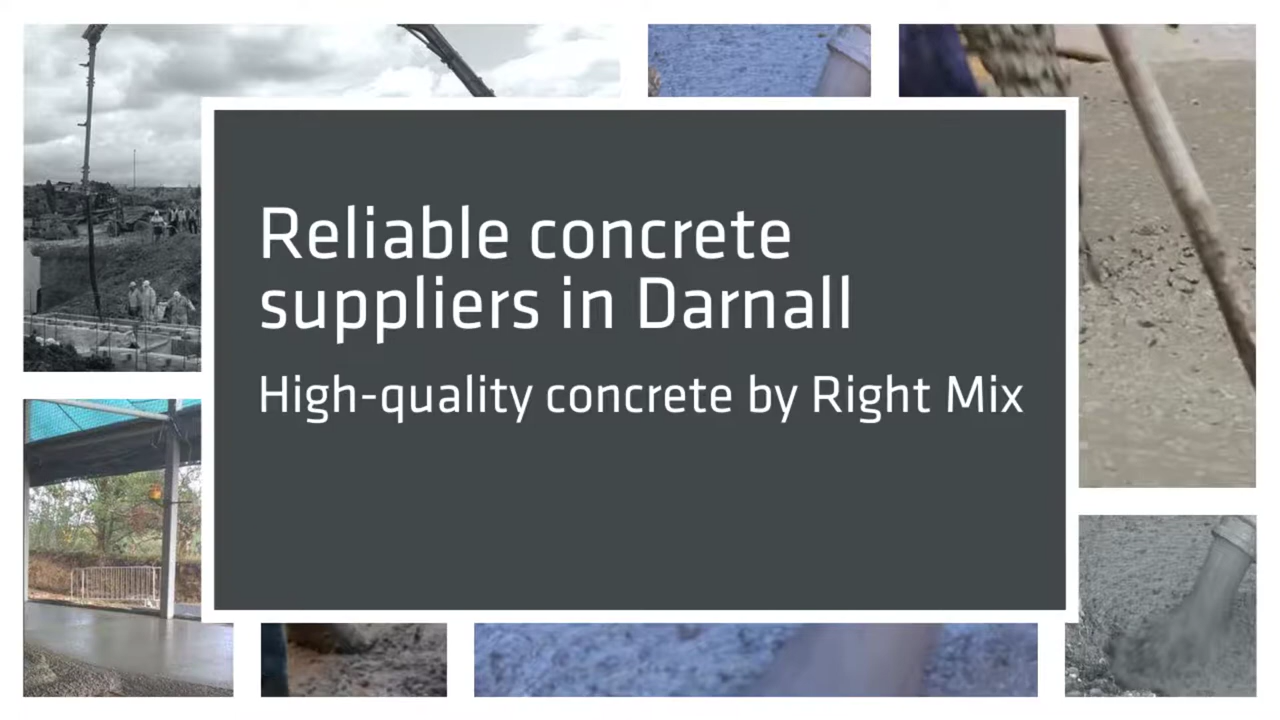 Reliable concrete
suppliers in Darnall
High-quality concrete by Right Mix